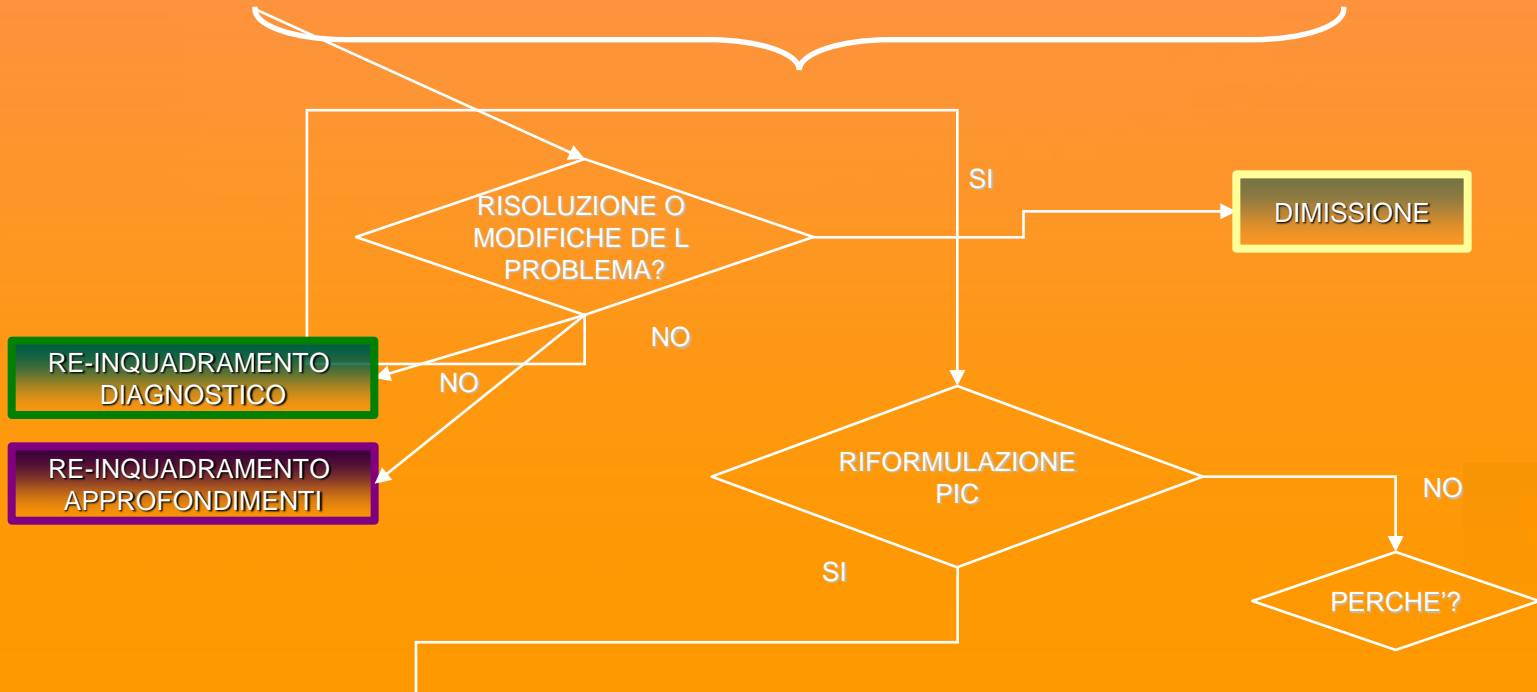 SI
RISOLUZIONE O
MODIFICHE DE L
PROBLEMA?
DIMISSIONE
NO
RE-INQUADRAMENTO
DIAGNOSTICO
NO
RE-INQUADRAMENTO
APPROFONDIMENTI
RIFORMULAZIONE
PIC
NO
SI
PERCHE'?